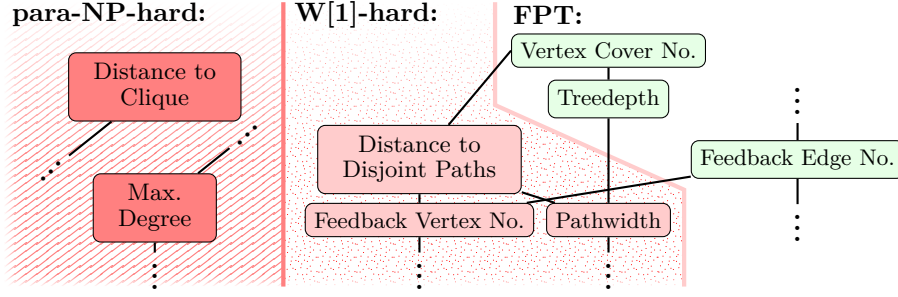 para-NP-hard:
W[1]-hard:
FPT:
Distance to
Clique
Vertex Cover No.
Treedepth
Distance to
Disjoint Paths
Feedback Edge No.
Max.
Degree
Feedback Vertex No.
Pathwidth